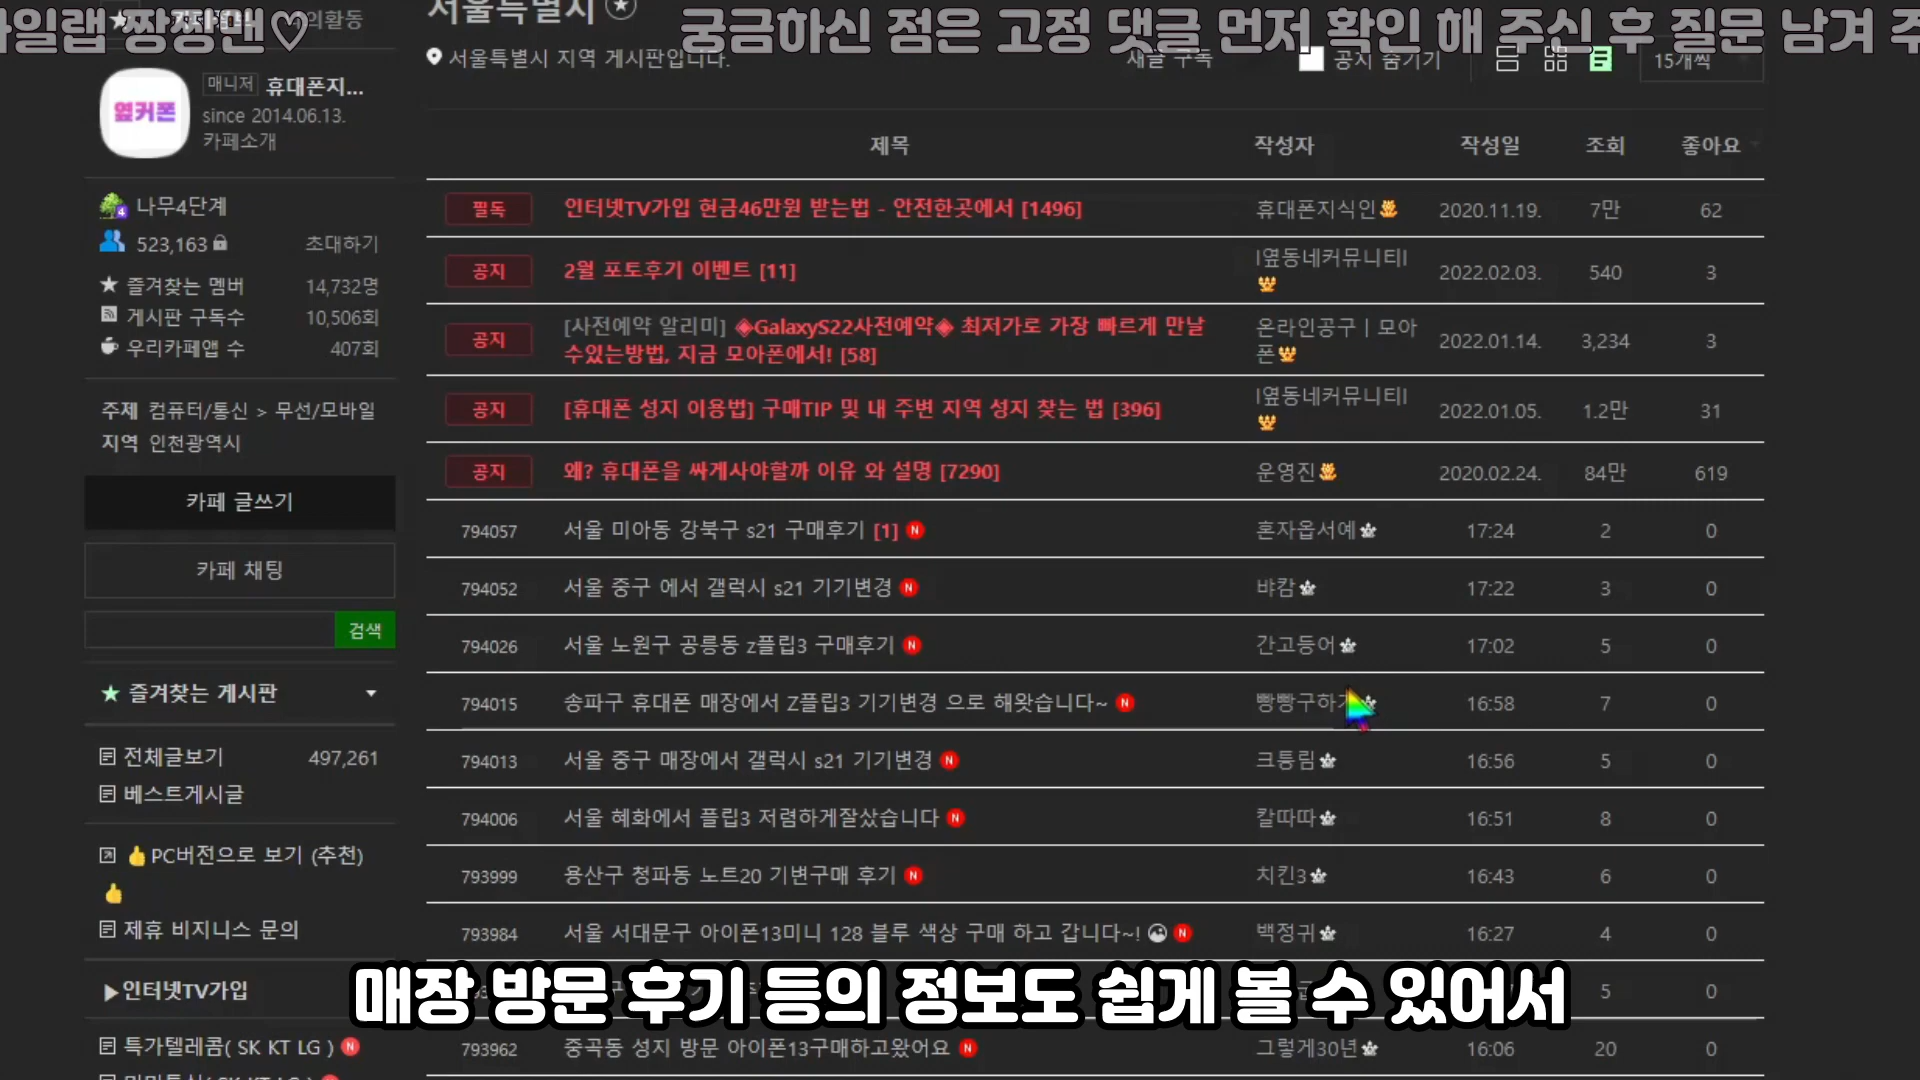 일랩 짱짱맨♡
궁금하신 점은 고정 댓글 먼저 확인 해 주신 후 질문 남겨 주
의활동
매니저 휴대폰지...
옆커폰
since 2014.06.13.
카페소개
나무4단계
523,163 초대하기
즐겨찾는 멤버 14,732명
게시판 구독수 10,506회
우리카페앱 수 407회
주제 컴퓨터/통신 > 무선/모바일
지역 인천광역시
카페 글쓰기
카페 채팅
검색
즐겨찾는 게시판
전체글보기 497,261
베스트게시글
👍PC버전으로 보기 (추천)
👍
제휴 비지니스 문의
▶인터넷TV가입
특가텔레콤( SK KT LG ) N
서울특별시
서울특별시 지역 게시판입니다.
새글 구독 공지 숨기기 15개씩
제목 작성자 작성일 조회 좋아요
필독 인터넷TV가입 현금46만원 받는법 - 안전한곳에서 [1496] 휴대폰지식인 2020.11.19. 7만 62
공지 2월 포토후기 이벤트 [11] l옆동네커뮤니티l 2022.02.03. 540 3
공지 [사전예약 알리미] ◈GalaxyS22사전예약◈ 최저가로 가장 빠르게 만날
수있는방법, 지금 모아폰에서! [58] 온라인공구 | 모아
폰 2022.01.14. 3,234 3
공지 [휴대폰 성지 이용법] 구매TIP 및 내 주변 지역 성지 찾는 법 [396] l옆동네커뮤니티l 2022.01.05. 1.2만 31
공지 왜? 휴대폰을 싸게사야할까 이유 와 설명 [7290] 운영진 2020.02.24. 84만 619
794057 서울 미아동 강북구 s21 구매후기 [1] N 혼자옵서예 17:24 2 0
794052 서울 중구 에서 갤럭시 s21 기기변경 N 뱌캄 17:22 3 0
794026 서울 노원구 공릉동 z플립3 구매후기 N 간고등어 17:02 5 0
794015 송파구 휴대폰 매장에서 Z플립3 기기변경 으로 해왓습니다~ N 빵빵구하기 16:58 7 0
794013 서울 중구 매장에서 갤럭시 s21 기기변경 N 크퉁림 16:56 5 0
794006 서울 혜화에서 플립3 저렴하게잘샀습니다 N 칼따따 16:51 8 0
793999 용산구 청파동 노트20 기변구매 후기 N 치킨3 16:43 6 0
793984 서울 서대문구 아이폰13미니 128 블루 색상 구매 하고 갑니다~! N 백정귀 16:27 4 0
5 0
793962 중곡동 성지 방문 아이폰13구매하고왔어요 N 그렇게30년 16:06 20 0
매장 방문 후기 등의 정보도 쉽게 볼 수 있어서